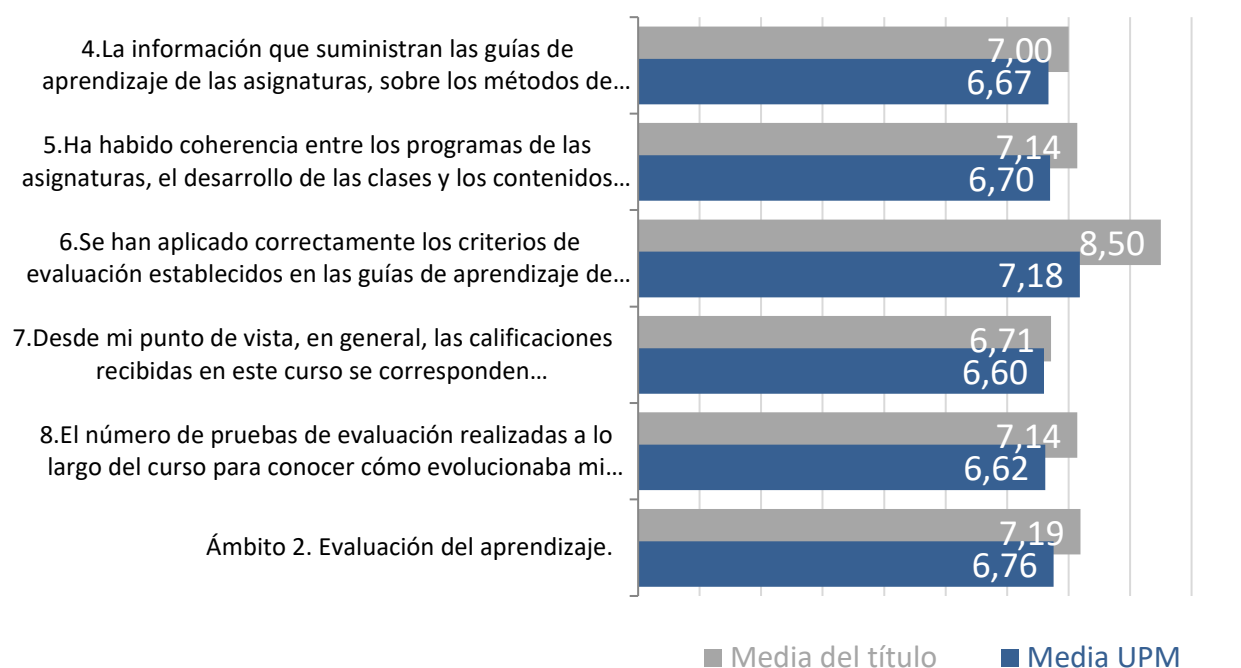 4.La información que suministran las guías de
aprendizaje de las asignaturas, sobre los métodos de…
7,00
6,67
5.Ha habido coherencia entre los programas de las
asignaturas, el desarrollo de las clases y los contenidos…
7,14
6,70
6.Se han aplicado correctamente los criterios de
evaluación establecidos en las guías de aprendizaje de…
8,50
7,18
7.Desde mi punto de vista, en general, las calificaciones
recibidas en este curso se corresponden…
6,71
6,60
8.El número de pruebas de evaluación realizadas a lo
largo del curso para conocer cómo evolucionaba mi…
7,14
6,62
Ámbito 2. Evaluación del aprendizaje.
7,19
6,76
Media del título
Media UPM